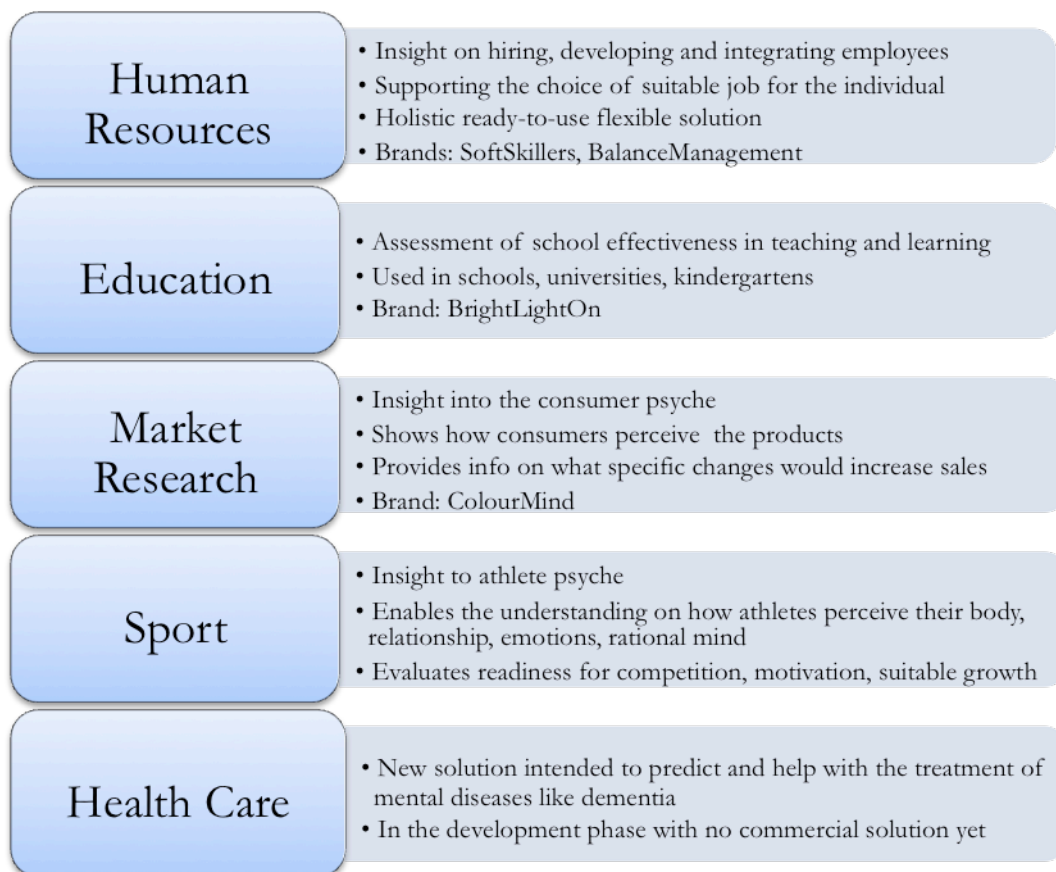 Human
Resources
• Insight on hiring, developing and integrating employees
• Supporting the choice of suitable job for the individual
• Holistic ready-to-use flexible solution
• Brands: SoftSkillers, BalanceManagement
Education
• Assessment of school effectiveness in teaching and learning
• Used in schools, universities, kindergartens
• Brand: BrightLightOn
Market
Research
• Insight into the consumer psyche
• Shows how consumers perceive the products
• Provides info on what specific changes would increase sales
• Brand: ColourMind
Sport
• Insight to athlete psyche
• Enables the understanding on how athletes perceive their body,
relationship, emotions, rational mind
• Evaluates readiness for competition, motivation, suitable growth
Health Care
• New solution intended to predict and help with the treatment of
mental diseases like dementia
• In the development phase with no commercial solution yet